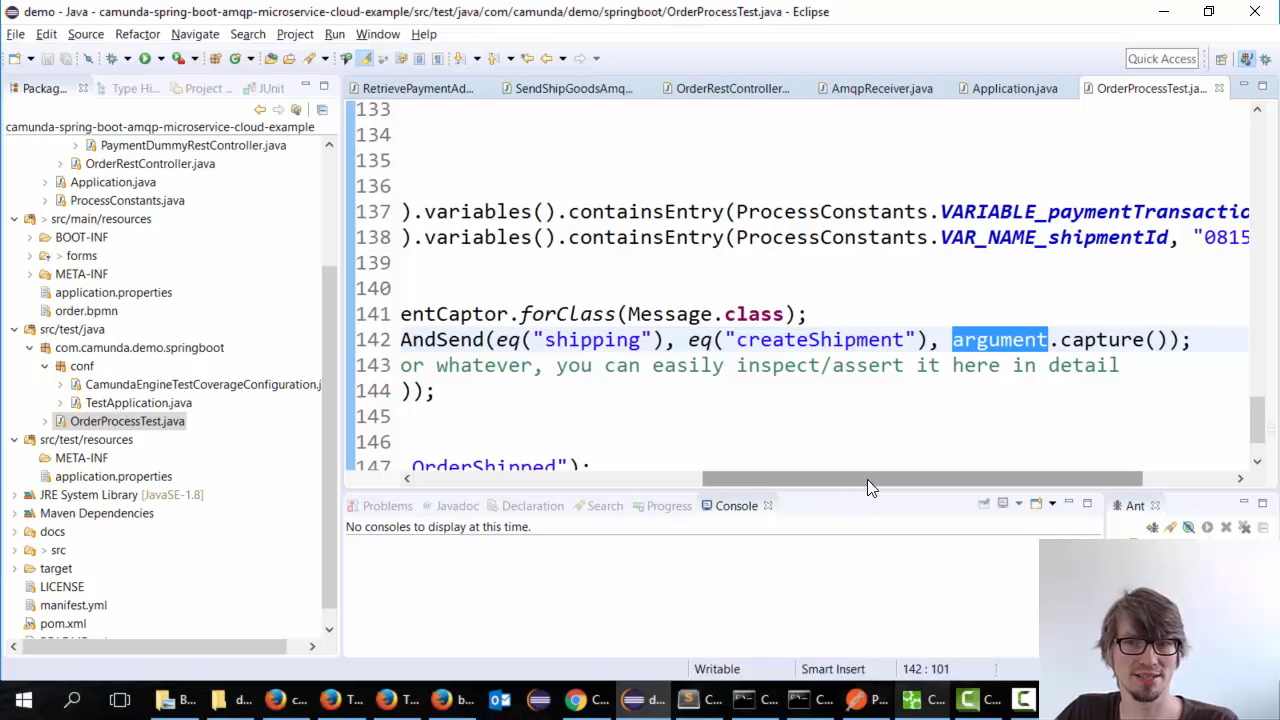 demo - Java - camunda-spring-boot-amqp-microservice-cloud-example/src/test/java/com/camunda/demo/springboot/OrderProcessTest.java - Eclipse
File Edit Source Refactor Navigate Search Project Run Window Help
Quick Access
Packag... Type Hi... Project ... JUnit
RetrievePaymentAd... SendShipGoodsAmq... OrderRestController... AmqpReceiver.java Application.java OrderProcessTest.ja...
camunda-spring-boot-amqp-microservice-cloud-example
PaymentDummyRestController.java
OrderRestController.java
Application.java
ProcessConstants.java
src/main/resources
BOOT-INF
forms
META-INF
application.properties
order.bpmn
src/test/java
com.camunda.demo.springboot
conf
CamundaEngineTestCoverageConfiguration.j
TestApplication.java
OrderProcessTest.java
src/test/resources
META-INF
application.properties
JRE System Library [JavaSE-1.8]
Maven Dependencies
docs
src
target
LICENSE
manifest.yml
pom.xml
133
134
135
136
137 ).variables().containsEntry(ProcessConstants.VARIABLE_paymentTransactio
138 ).variables().containsEntry(ProcessConstants.VAR_NAME_shipmentId, "0815
139
140
141 entCaptor.forClass(Message.class);
142 AndSend(eq("shipping"), eq("createShipment"), argument.capture());
143 or whatever, you can easily inspect/assert it here in detail
144 ));
145
146
147 OrderShipped");
Problems Javadoc Declaration Search Progress Console
Ant
No consoles to display at this time.
Writable Smart Insert 142 : 101
B... d... c... T... T... b... C... d... C... C... C... P... C... C...